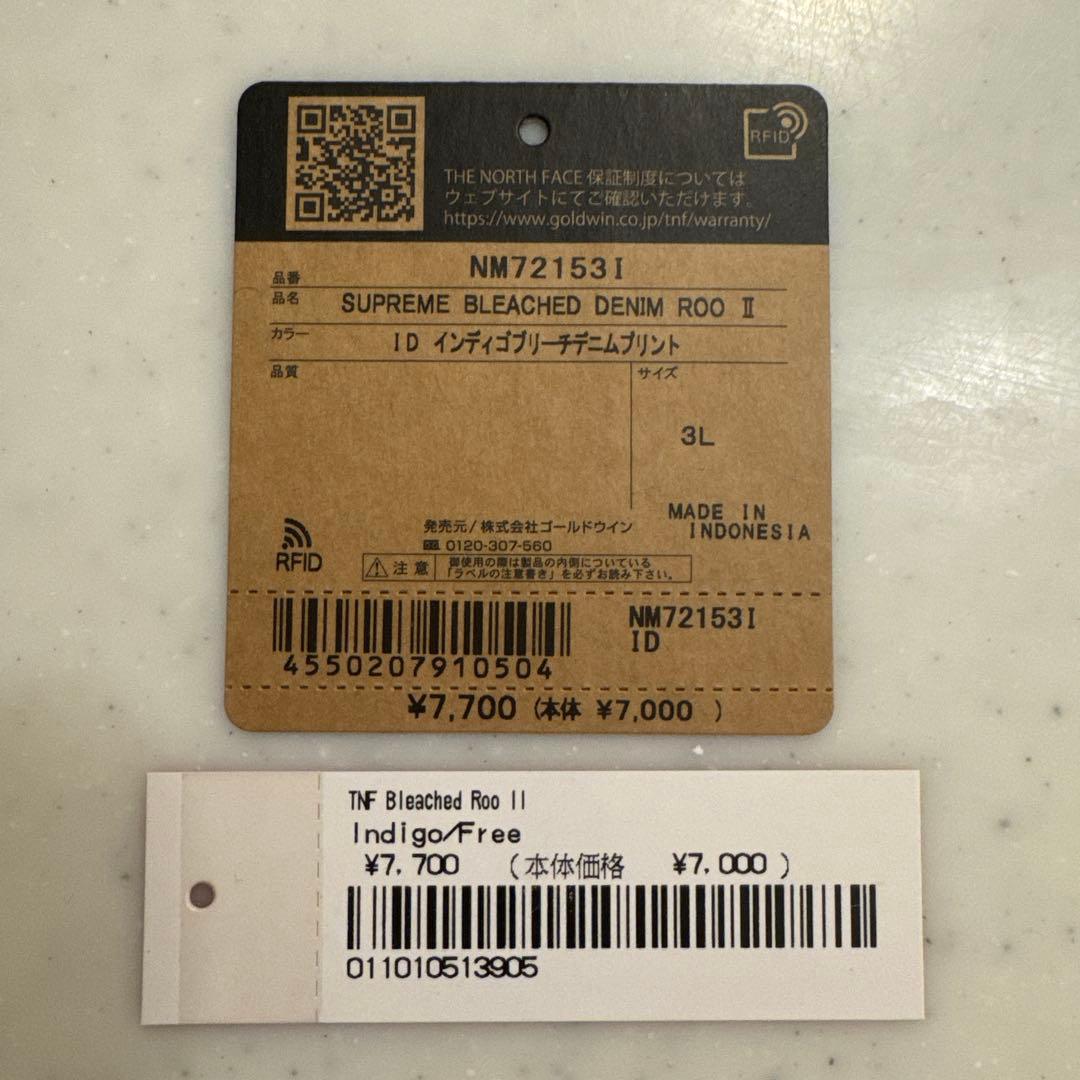 RFID
THE NORTH FACE 保証制度については
ウェブサイトにてご確認いただけます。
https://www.goldwin.co.jp/tnf/warranty/
品番 NM72153I
品名 SUPREME BLEACHED DENIM ROO Ⅱ
カラー ID インディゴブリーチデニムプリント
品質
サイズ
3L
MADE IN
INDONESIA
発売元/株式会社ゴールドウイン
0120-307-560
RFID
注意
御使用の際は製品の内側についている
「ラベルの注意書き」を必ずお読み下さい。
4550207910504
NM72153I
ID
¥7,700 (本体 ¥7,000 )
TNF Bleached Roo II
Indigo/Free
¥7,700 (本体価格 ¥7,000 )
011010513905